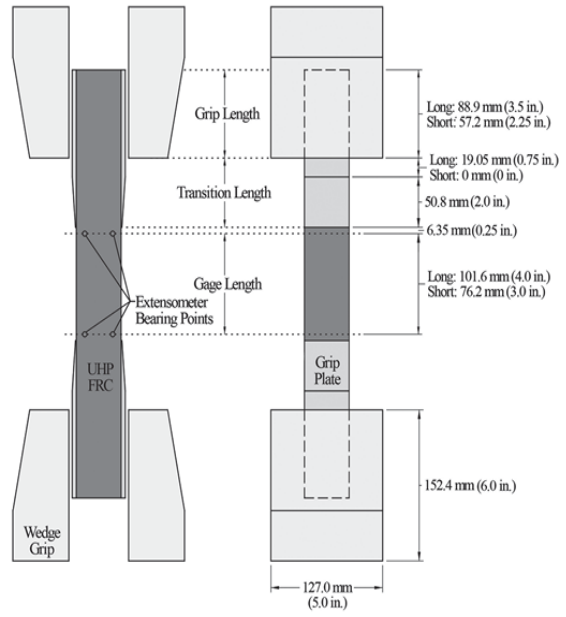 Grip Length
Transition Length
Gage Length
Extensometer
Bearing Points
UHP
FRC
Wedge
Grip
Long: 88.9 mm (3.5 in.)
Short: 57.2 mm (2.25 in.)
Long: 19.05 mm (0.75 in.)
Short: 0 mm (0 in.)
50.8 mm (2.0 in.)
6.35 mm (0.25 in.)
Long: 101.6 mm (4.0 in.)
Short: 76.2 mm (3.0 in.)
Grip
Plate
152.4 mm (6.0 in.)
127.0 mm
(5.0 in.)